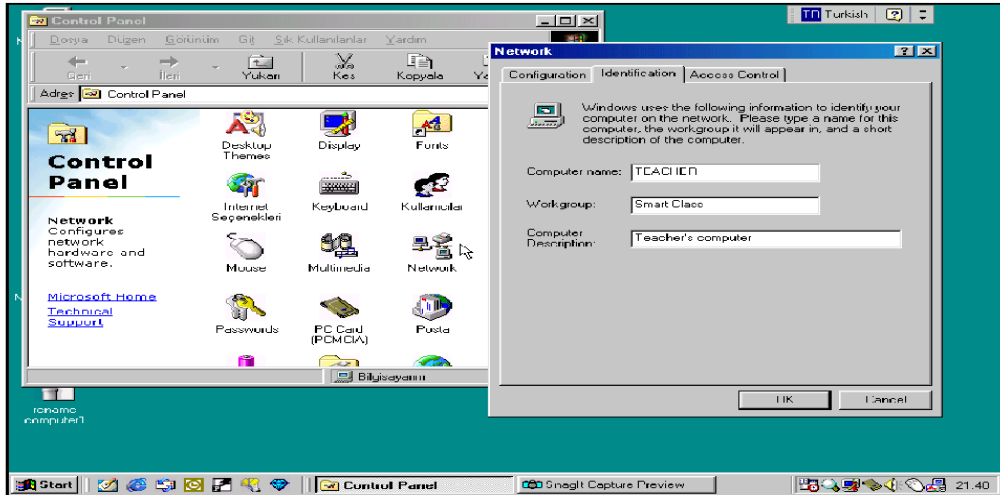 Control Panel
Dosya Düzen Görünüm Git Sık Kullanılanlar Yardım
Geri İleri Yukarı Kes Kopyala
Adres Control Panel
Control
Panel
Network
Configures
network
hardware and
software.
Microsoft Home
Technical
Support
Desktop
Themes
Display
Fonts
Internet
Seçenekleri
Keyboard
Kullanıcılar
Mouse
Multimedia
Network
Passwords
PC Card
(PCMCIA)
Posta
Bilgisayarım
Turkish
Network
Configuration Identification Access Control
Windows uses the following information to identify your
computer on the network. Please type a name for this
computer, the workgroup it will appear in, and a short
description of the computer.
Computer name: TEACHER
Workgroup: Smart Class
Computer
Description: Teacher's computer
OK Cancel
rename
computer1
Start Control Panel SnagIt Capture Preview 21.40